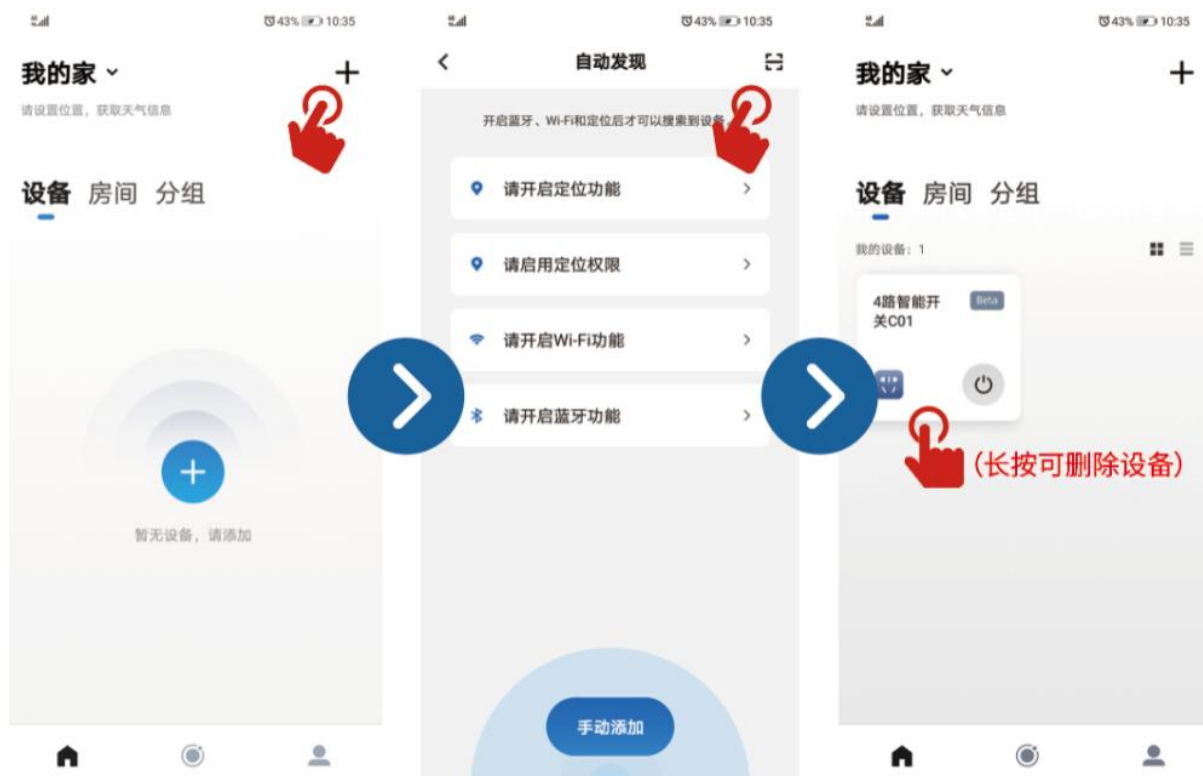 43% 10:35
我的家
请设置位置，获取天气信息
设备 房间 分组
暂无设备，请添加
43% 10:35
自动发现
开启蓝牙、Wi-Fi和定位后才可以搜索到设备
请开启定位功能
请启用定位权限
请开启Wi-Fi功能
请开启蓝牙功能
手动添加
43% 10:35
我的家
请设置位置，获取天气信息
设备 房间 分组
我的设备：1
4路智能开
关C01
Beta
（长按可删除设备）